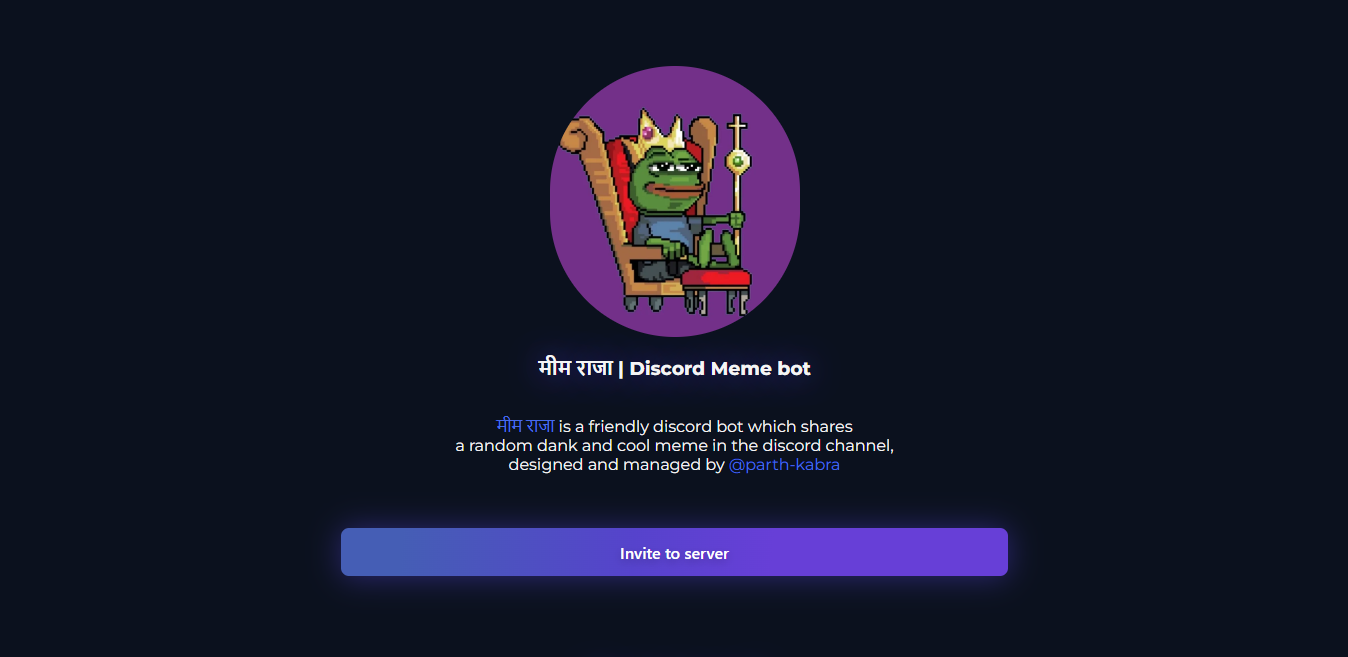 मीम राजा | Discord Meme bot
मीम राजा is a friendly discord bot which shares
a random dank and cool meme in the discord channel,
designed and managed by @parth-kabra
Invite to server